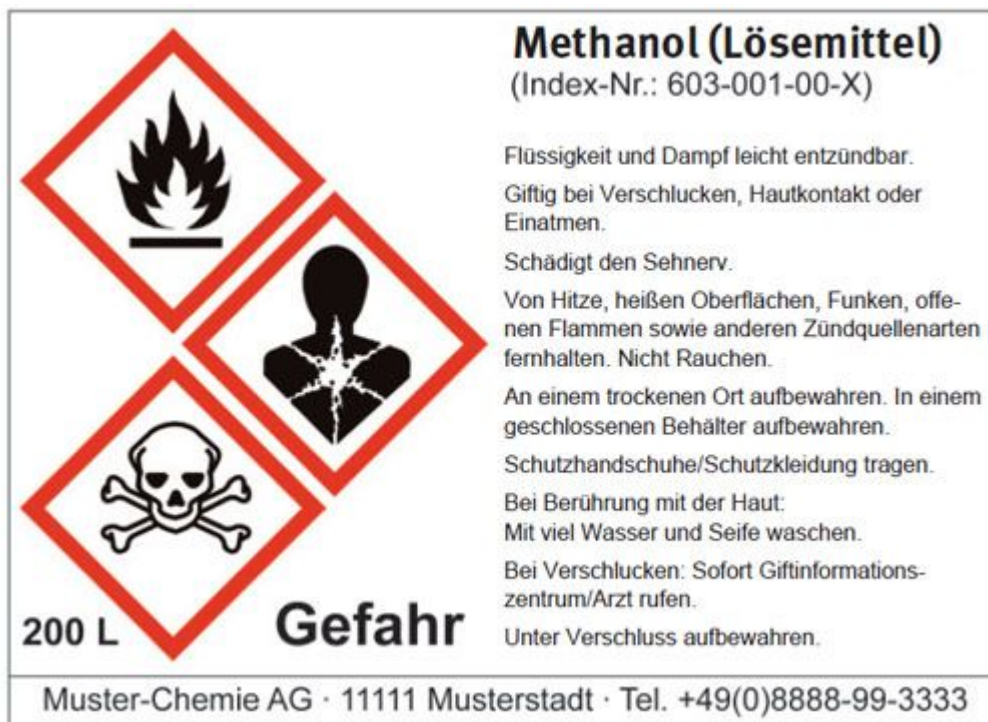 Methanol (Lösemittel)
(Index-Nr.: 603-001-00-X)
Flüssigkeit und Dampf leicht entzündbar.
Giftig bei Verschlucken, Hautkontakt oder
Einatmen.
Schädigt den Sehnerv.
Von Hitze, heißen Oberflächen, Funken, offe-
nen Flammen sowie anderen Zündquellenarten
fernhalten. Nicht Rauchen.
An einem trockenen Ort aufbewahren. In einem
geschlossenen Behälter aufbewahren.
Schutzhandschuhe/Schutzkleidung tragen.
Bei Berührung mit der Haut:
Mit viel Wasser und Seife waschen.
Bei Verschlucken: Sofort Giftinformations-
zentrum/Arzt rufen.
Unter Verschluss aufbewahren.
200 L
Gefahr
Muster-Chemie AG · 11111 Musterstadt · Tel. +49(0)8888-99-3333